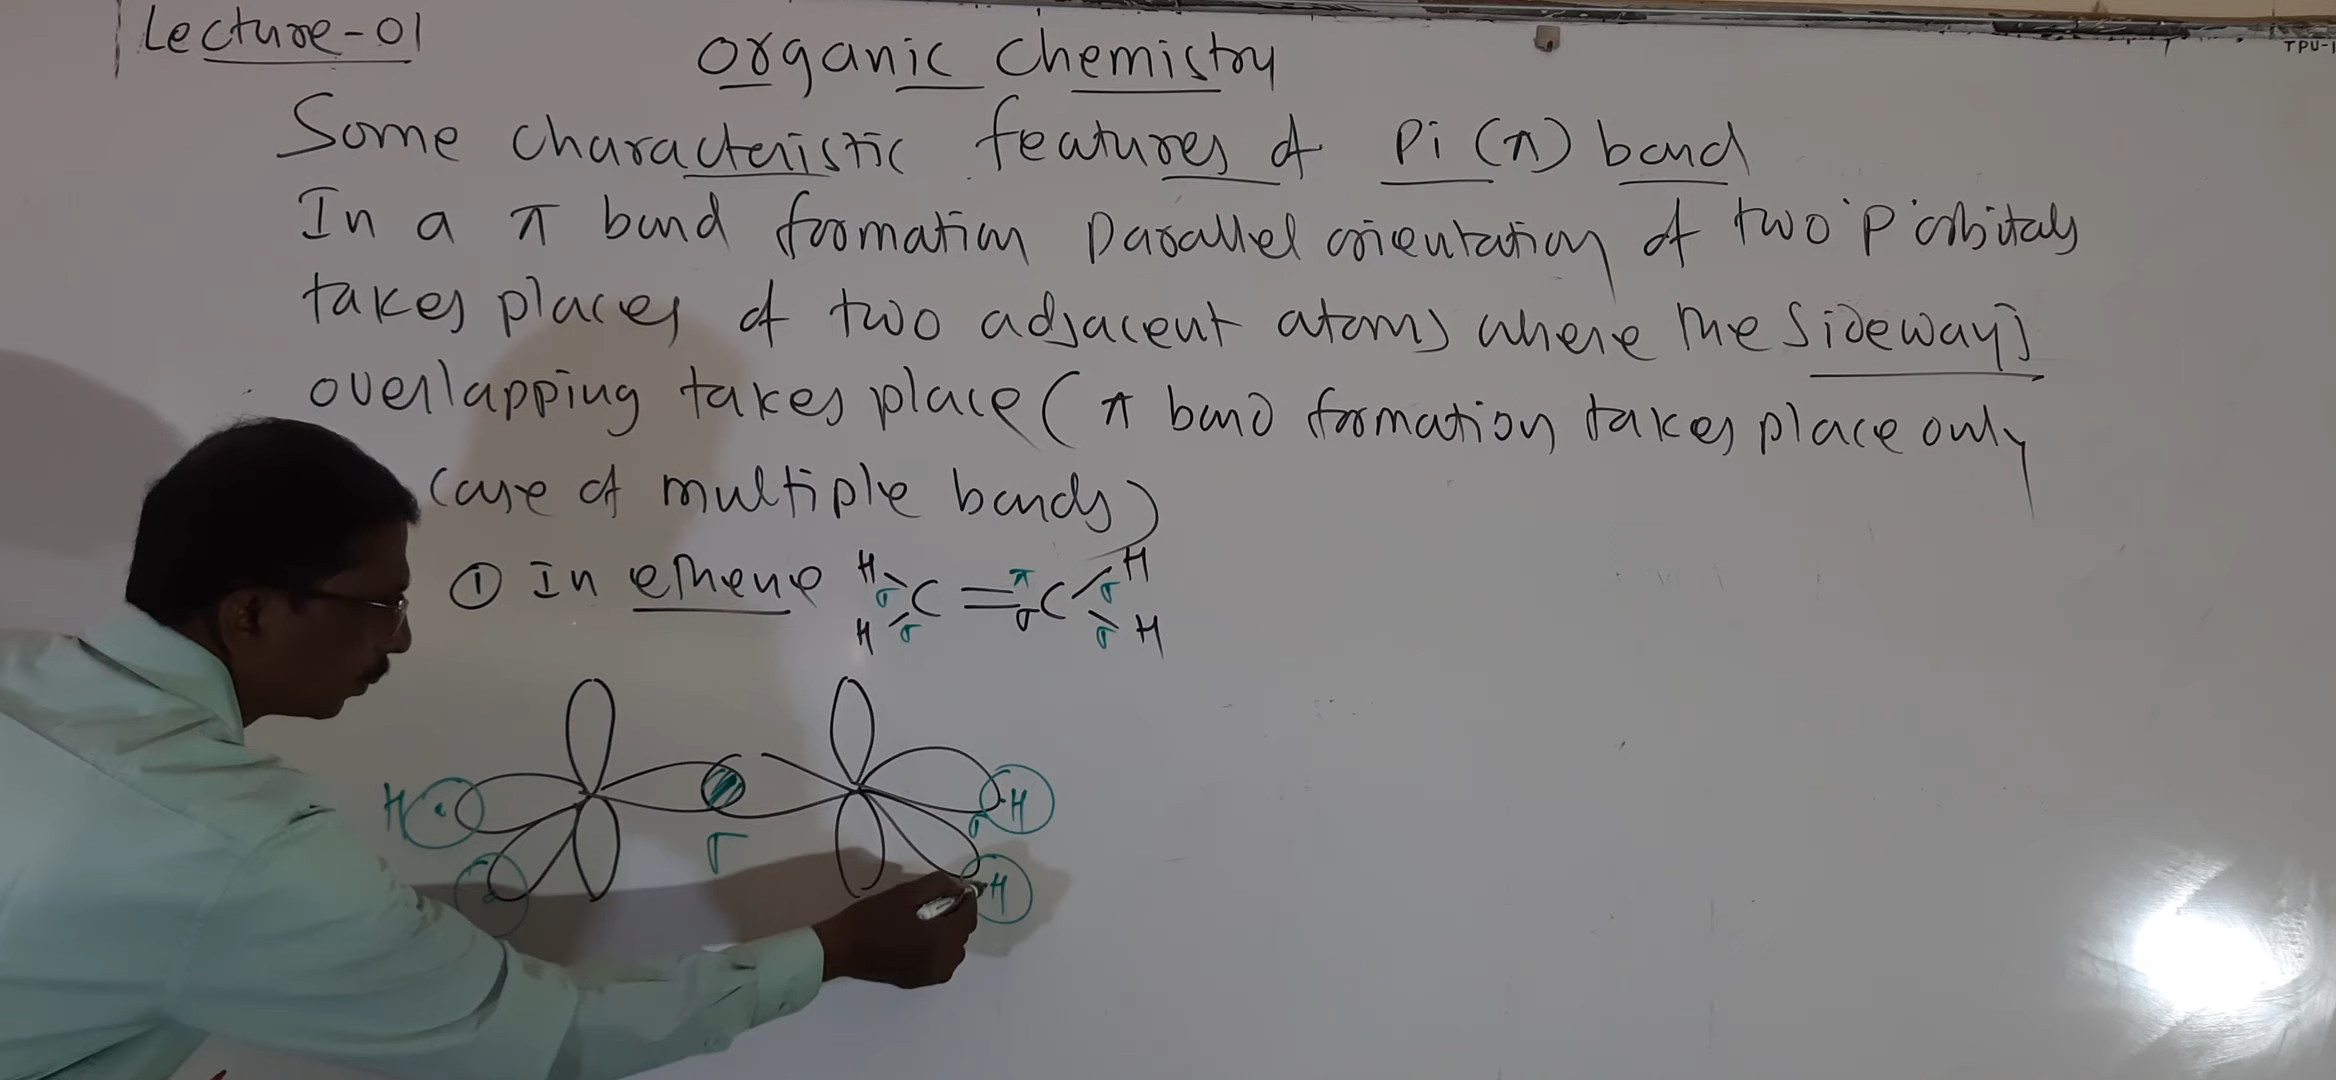 Lecture-01
Organic Chemistry
Some characteristic features of Pi (π) bond
In a π bond formation parallel orientation of two 'p' orbitals
takes places of two adjacent atoms where the sideways
overlapping takes place ( π bond formation takes place only
case of multiple bonds)
① In ethene
H σ C = π σ C σ H
H σ σ H
H
σ
σ H
H
TPU-1